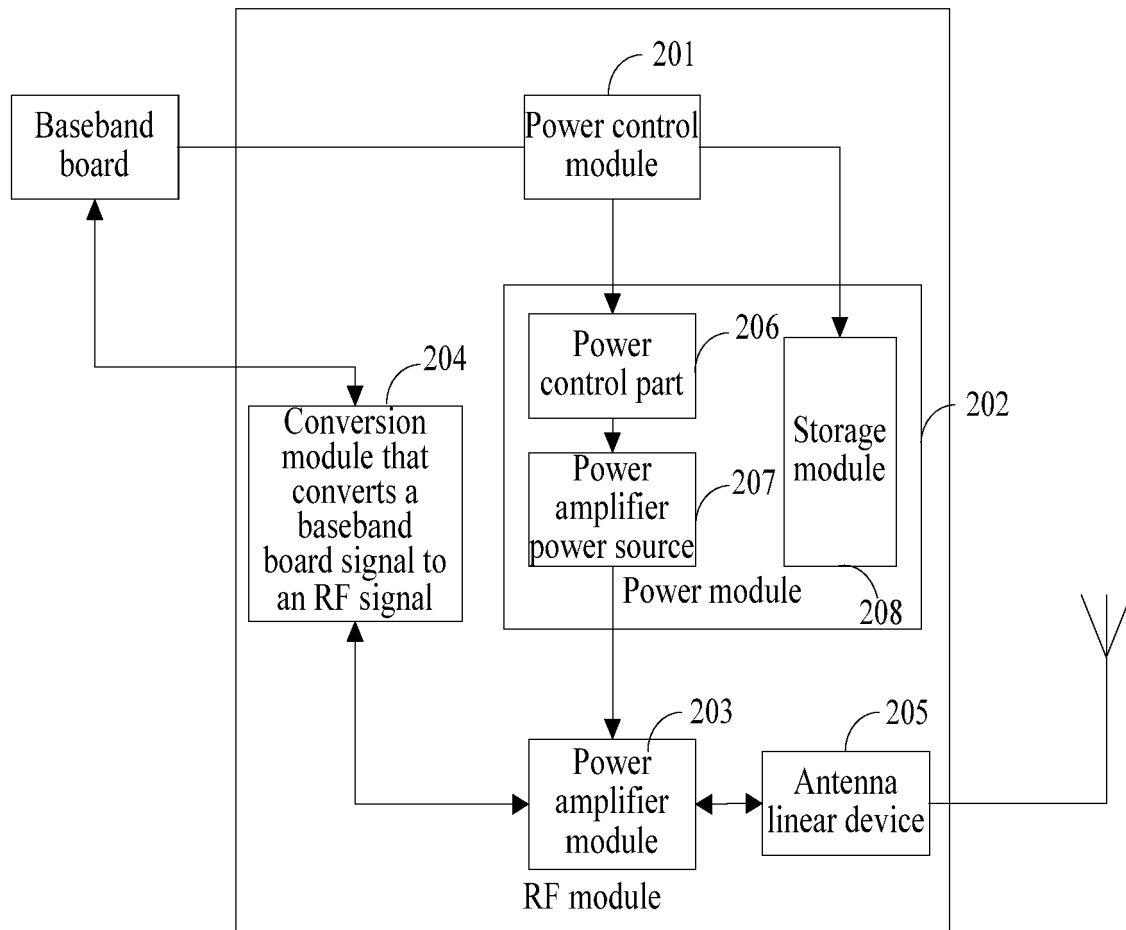 201
Baseband
board
Power control
module
206
Power
control part
204
202
Conversion
module that
converts a
baseband
board signal to
an RF signal
Storage
module
Power
amplifier
power source
207
Power module
208
203
205
Power
amplifier
module
Antenna
linear device
RF module